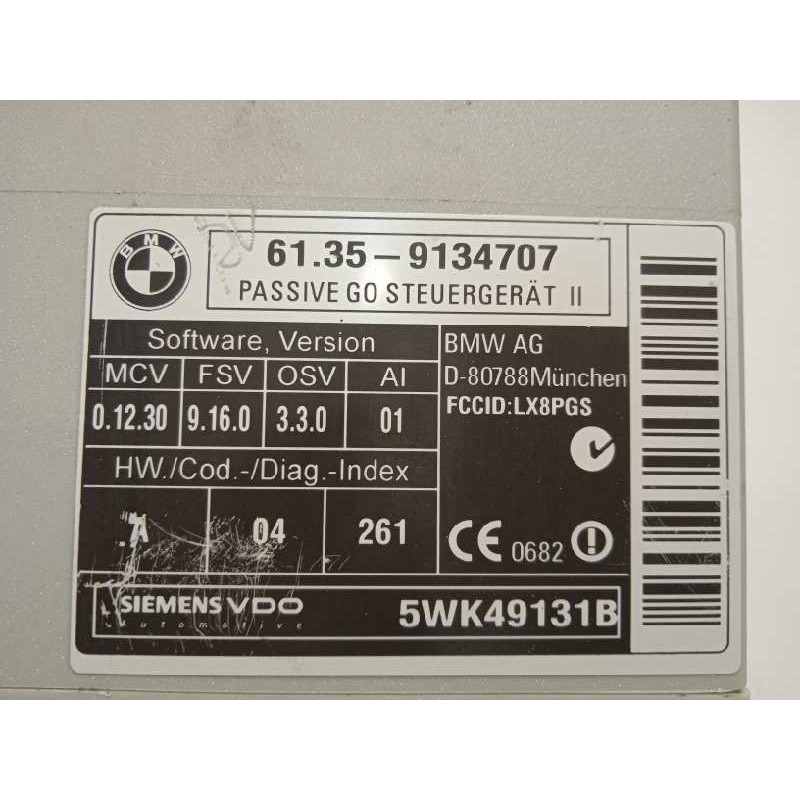 BMW
61.35-9134707
PASSIVE GO STEUERGERÄT II
Software, Version
MCV FSV OSV AI
0.12.30 9.16.0 3.3.0 01
HW./Cod.-/Diag.-Index
A 04 261
BMW AG
D-80788München
FCCID:LX8PGS
CE 0682
SIEMENS VDO
automotive
5WK49131B